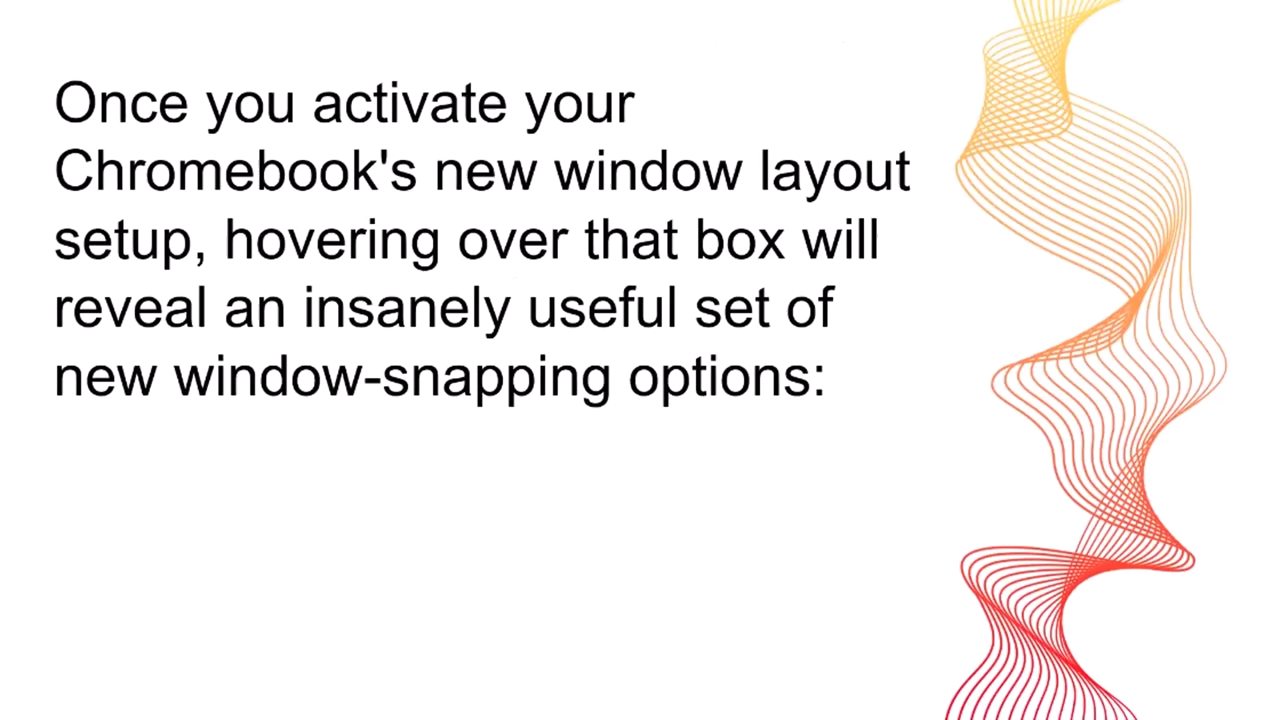 Once you activate your
Chromebook's new window layout
setup, hovering over that box will
reveal an insanely useful set of
new window-snapping options: